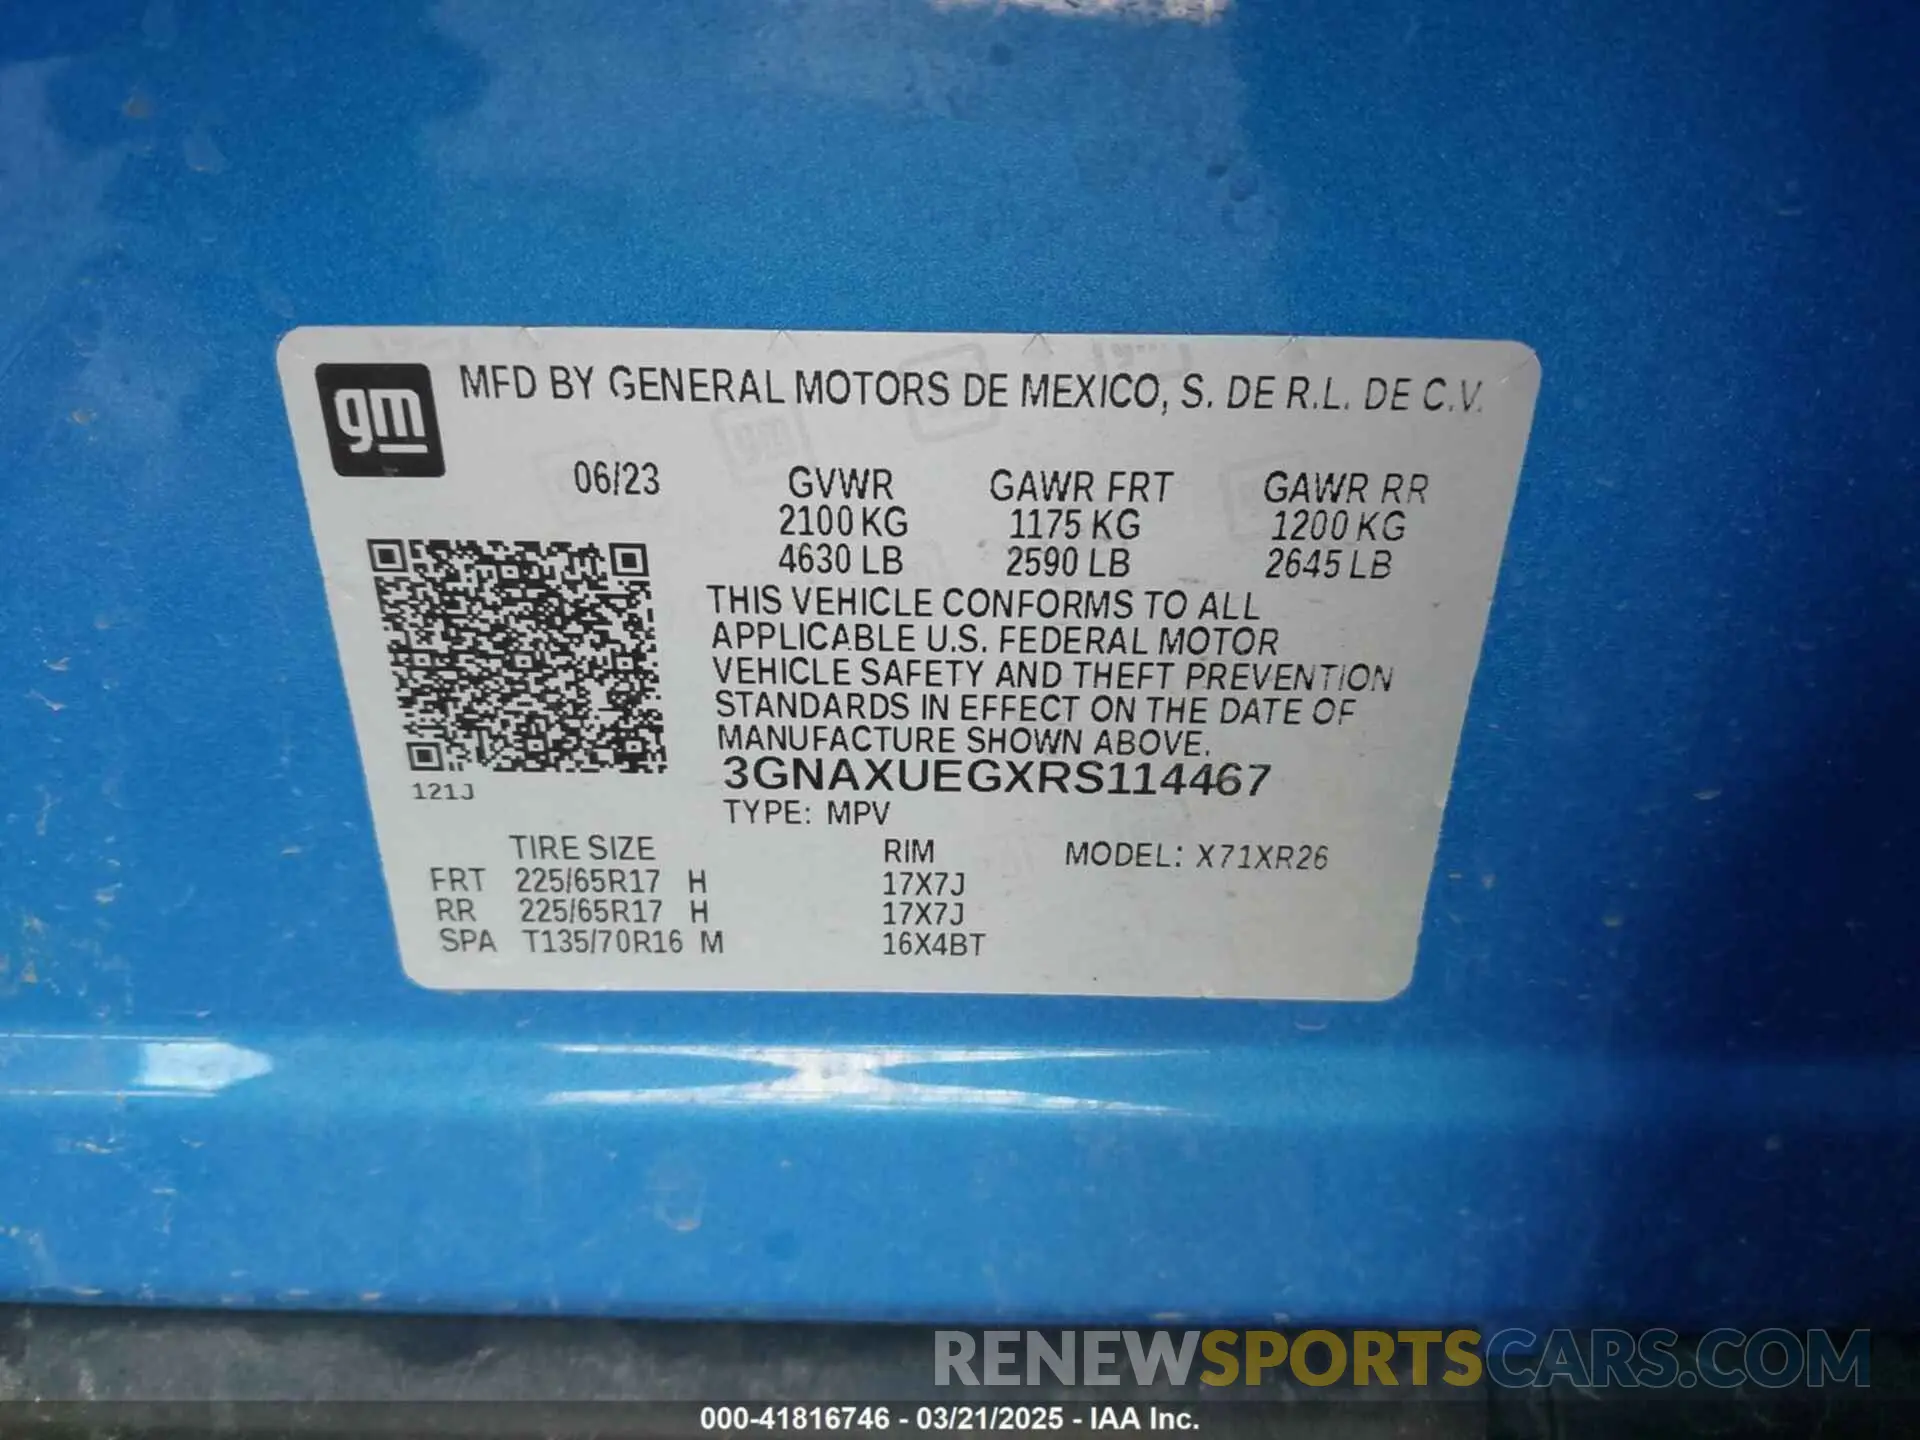 gm
MFD BY GENERAL MOTORS DE MEXICO, S. DE R.L. DE C.V.
06/23 GVWR GAWR FRT GAWR RR
2100 KG 1175 KG 1200 KG
4630 LB 2590 LB 2645 LB
THIS VEHICLE CONFORMS TO ALL
APPLICABLE U.S. FEDERAL MOTOR
VEHICLE SAFETY AND THEFT PREVENTION
STANDARDS IN EFFECT ON THE DATE OF
MANUFACTURE SHOWN ABOVE.
3GNAXUEGXRS114467
121J
TYPE: MPV
TIRE SIZE RIM MODEL: X71XR26
FRT 225/65R17 H 17X7J
RR 225/65R17 H 17X7J
SPA T135/70R16 M 16X4BT
RENEWSPORTSCARS.COM
000-41816746 - 03/21/2025 - IAA Inc.